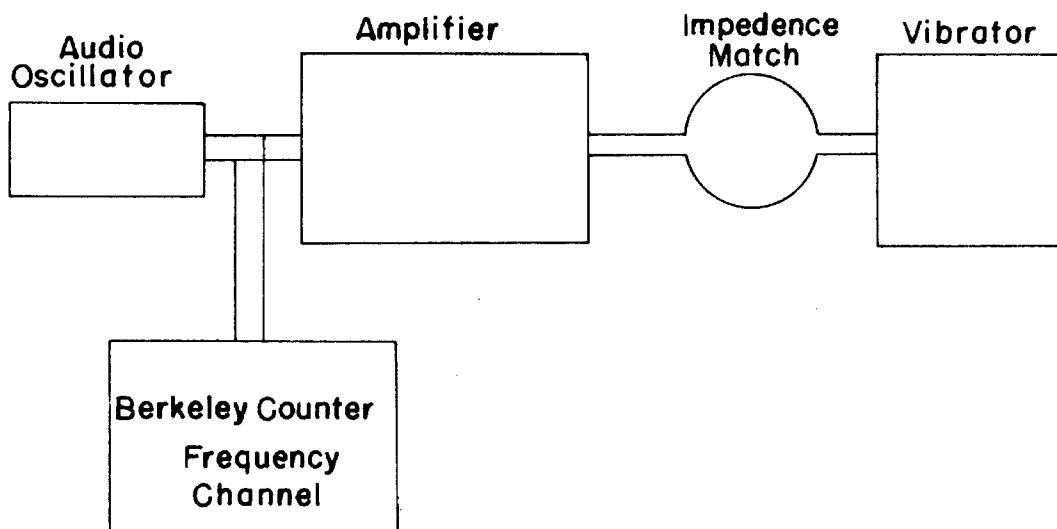 Audio
Oscillator
Amplifier
Impedence
Match
Vibrator
Berkeley Counter
Frequency
Channel